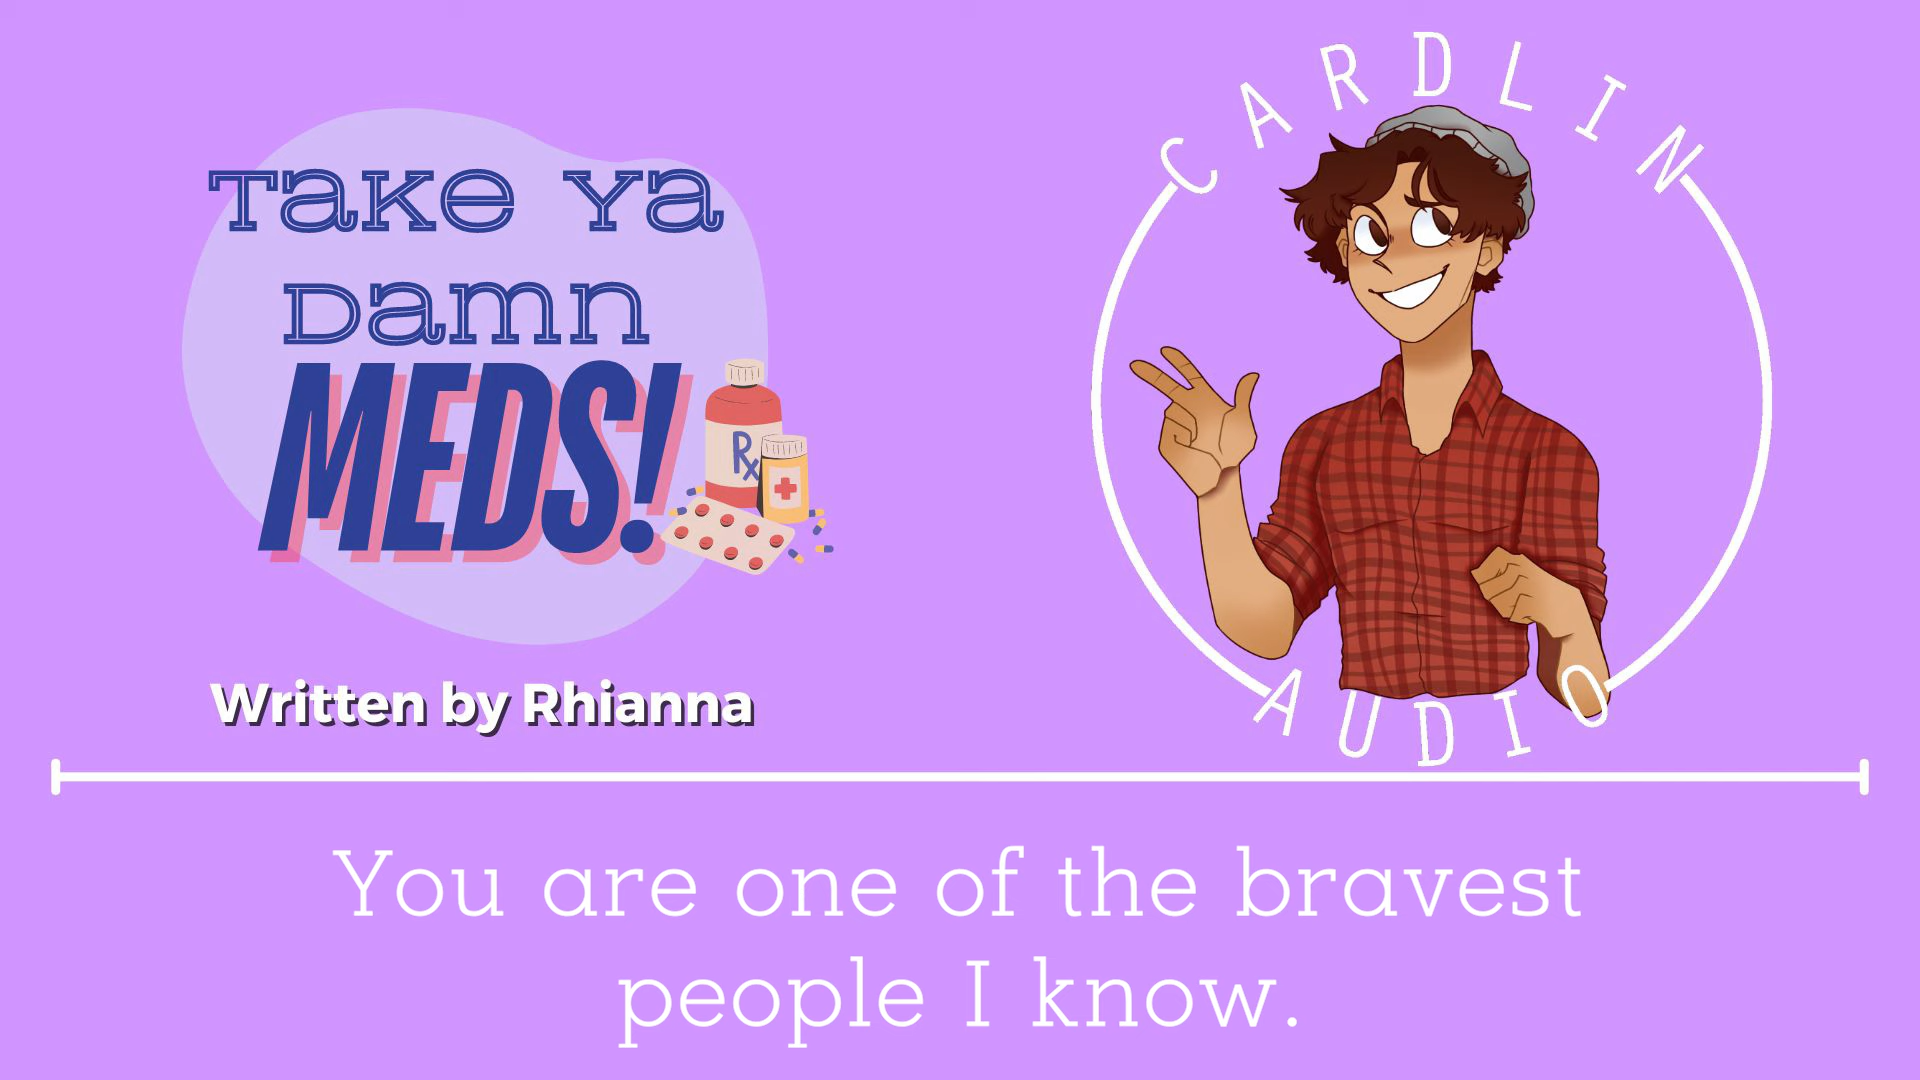 Take Ya
Damn
MEDS!
Rx
Written by Rhianna
CARDLIN
AUDIO
You are one of the bravest
people I know.